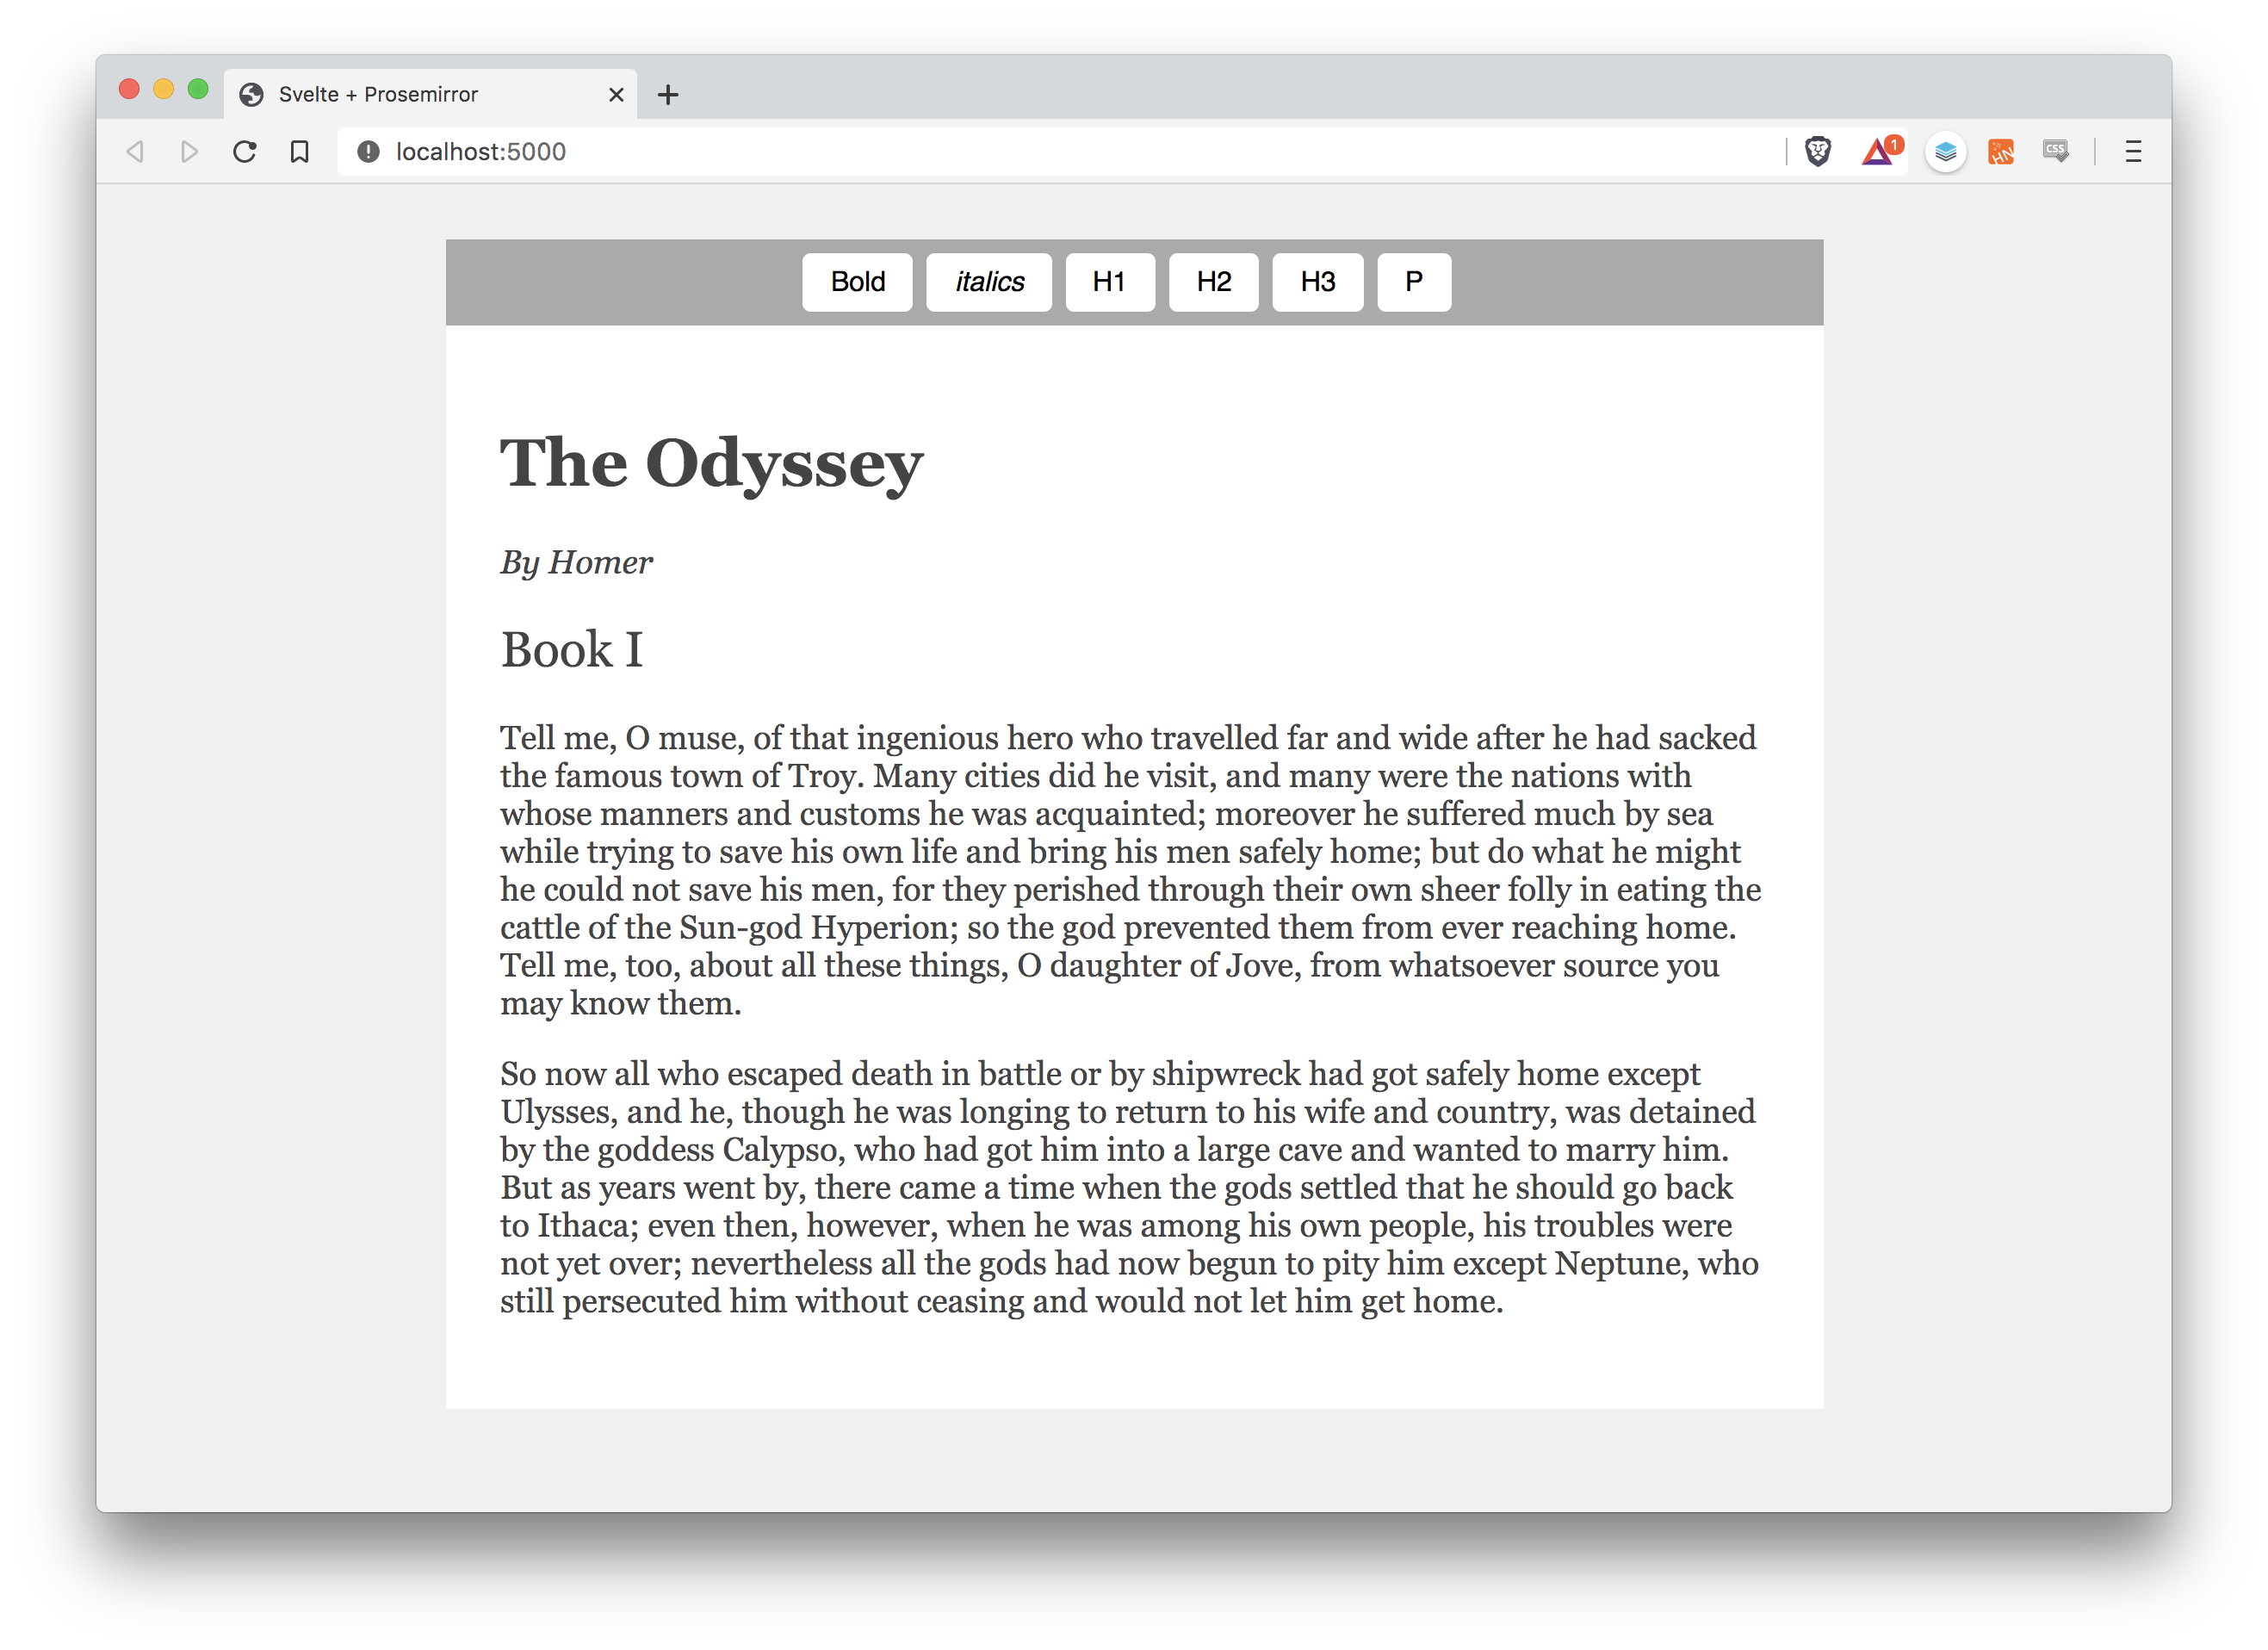 Svelte + Prosemirror
localhost:5000
1
HN
CSS
Bold
italics
H1
H2
H3
P
The Odyssey
By Homer
Book I
Tell me, O muse, of that ingenious hero who travelled far and wide after he had sacked
the famous town of Troy. Many cities did he visit, and many were the nations with
whose manners and customs he was acquainted; moreover he suffered much by sea
while trying to save his own life and bring his men safely home; but do what he might
he could not save his men, for they perished through their own sheer folly in eating the
cattle of the Sun-god Hyperion; so the god prevented them from ever reaching home.
Tell me, too, about all these things, O daughter of Jove, from whatsoever source you
may know them.
So now all who escaped death in battle or by shipwreck had got safely home except
Ulysses, and he, though he was longing to return to his wife and country, was detained
by the goddess Calypso, who had got him into a large cave and wanted to marry him.
But as years went by, there came a time when the gods settled that he should go back
to Ithaca; even then, however, when he was among his own people, his troubles were
not yet over; nevertheless all the gods had now begun to pity him except Neptune, who
still persecuted him without ceasing and would not let him get home.